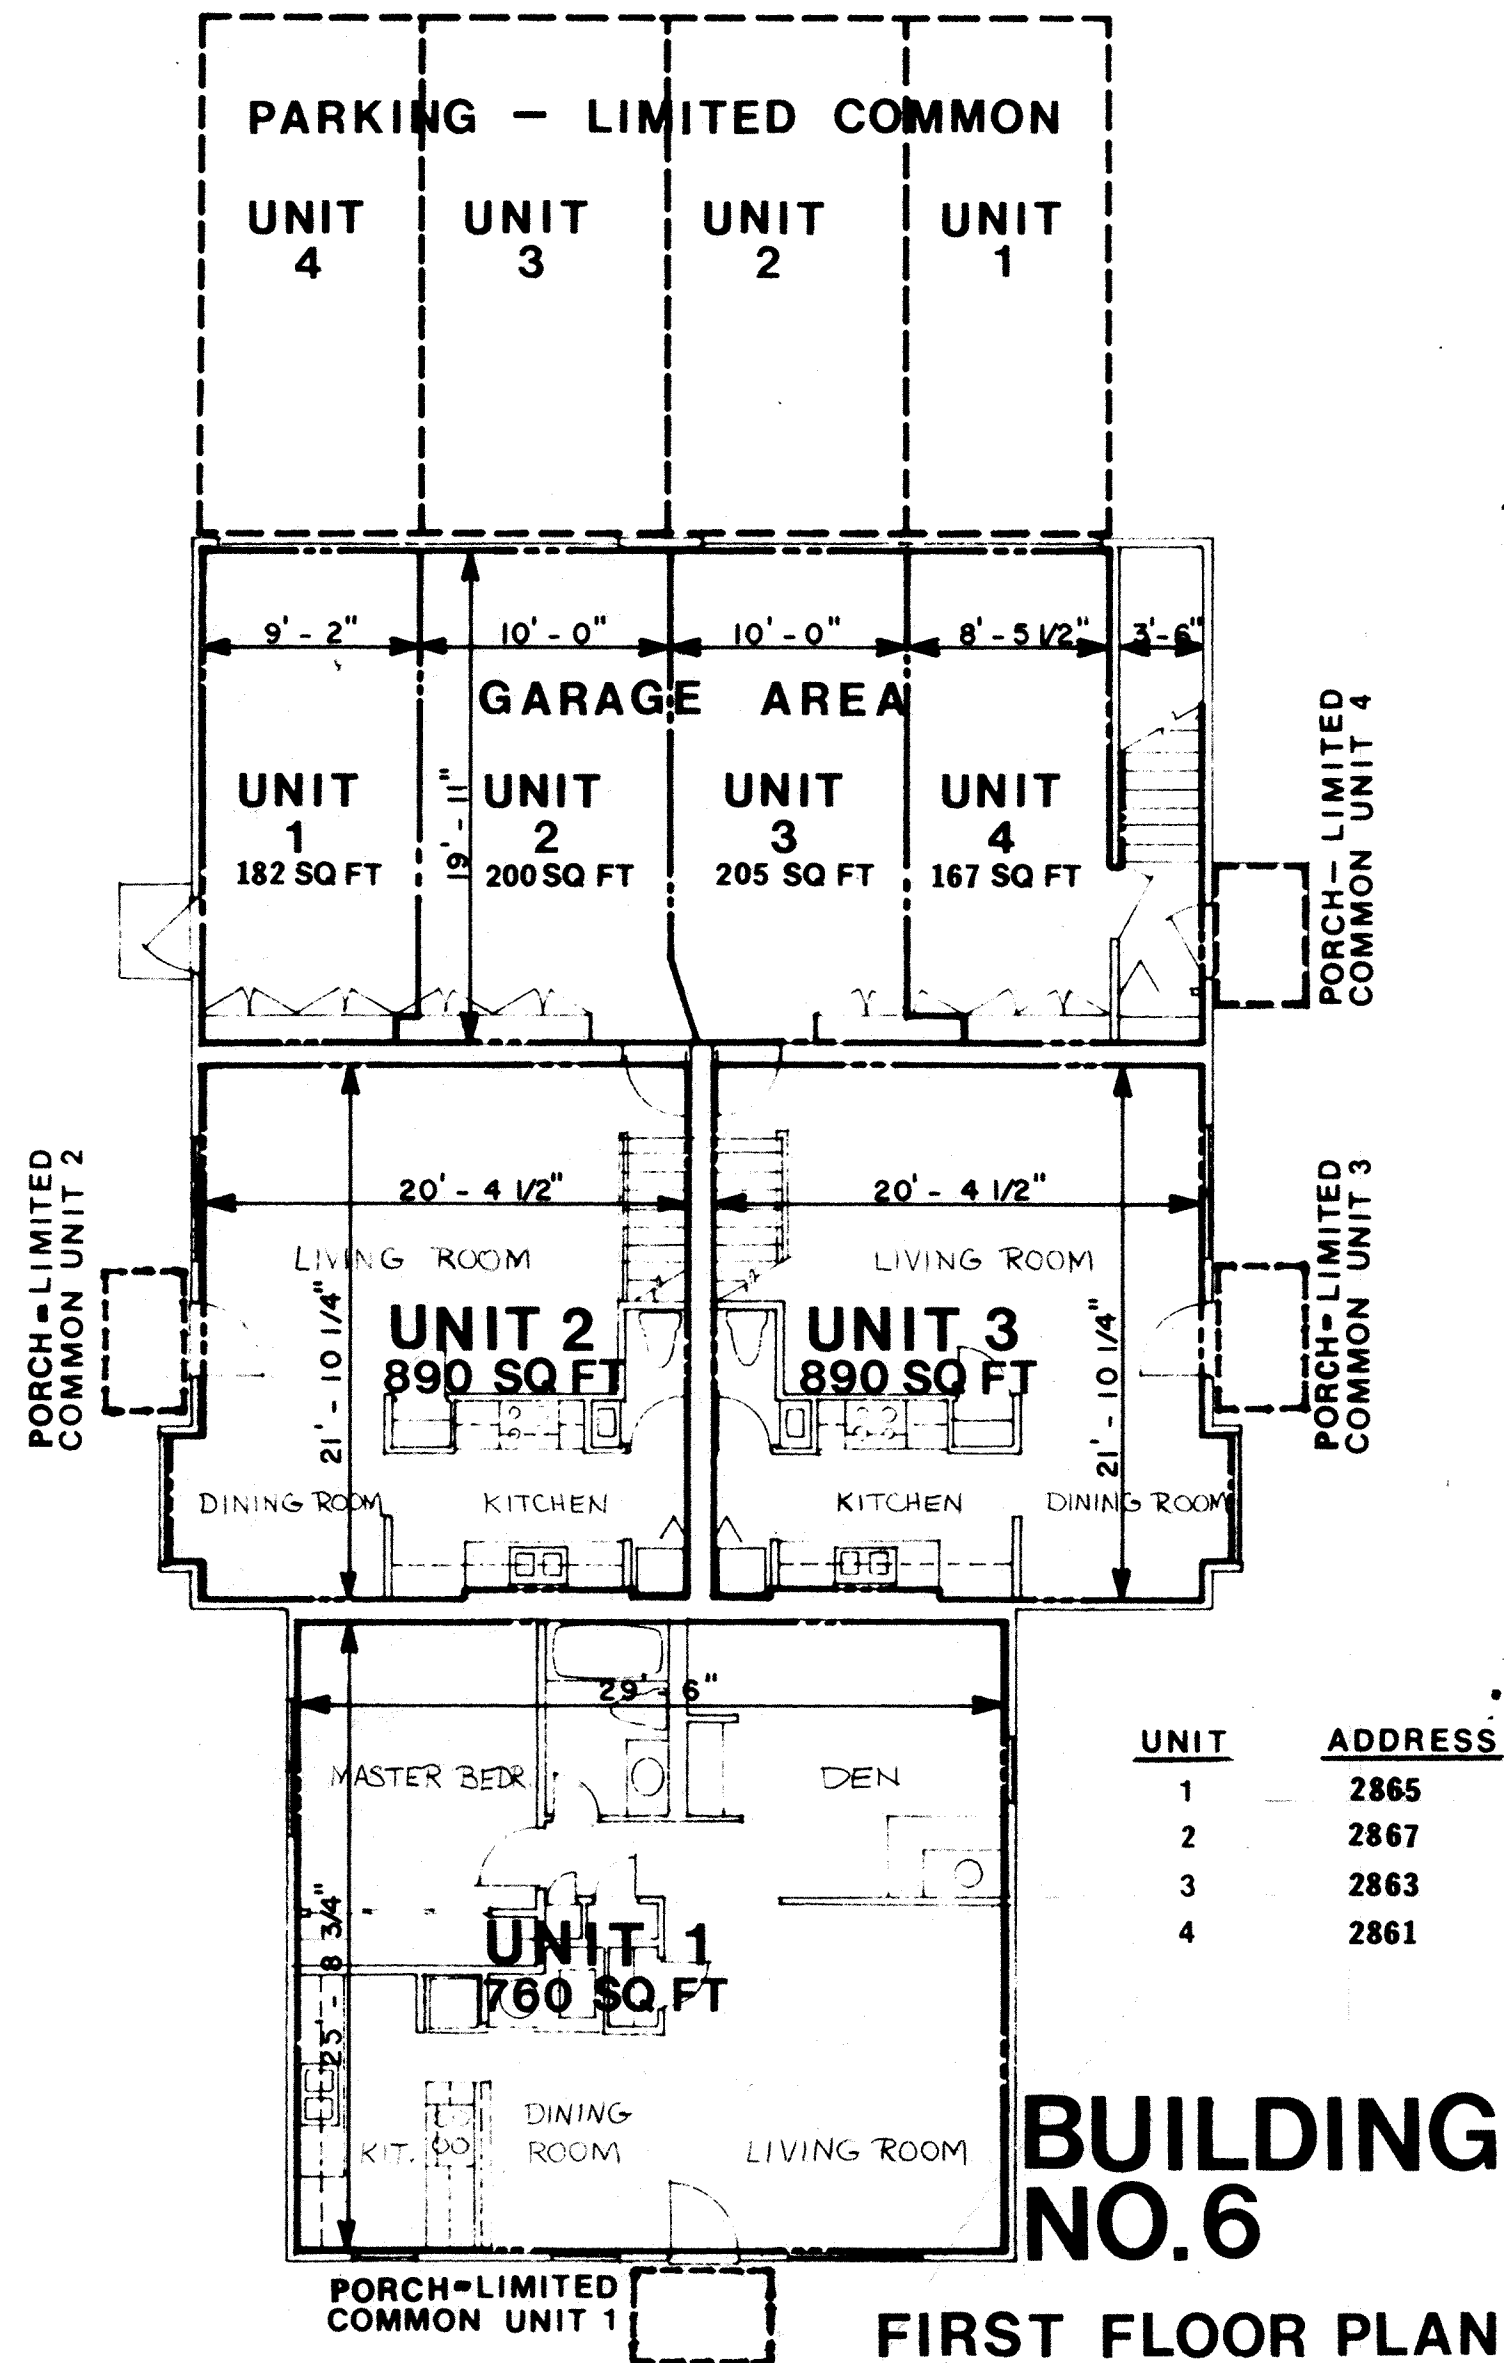 PARKING – LIMITED COMMON
UNIT 4
UNIT 3
UNIT 2
UNIT 1
9'-2"
10'-0"
10'-0"
8'-5 1/2"
3'-6"
GARAGE AREA
19'-11"
UNIT 1
182 SQ FT
UNIT 2
200 SQ FT
UNIT 3
205 SQ FT
UNIT 4
167 SQ FT
PORCH–LIMITED
COMMON UNIT 4
PORCH–LIMITED
COMMON UNIT 2
20'-4 1/2"
20'-4 1/2"
LIVING ROOM
LIVING ROOM
UNIT 2
890 SQ FT
UNIT 3
890 SQ FT
21'-10 1/4"
21'-10 1/4"
PORCH–LIMITED
COMMON UNIT 3
DINING ROOM
KITCHEN
KITCHEN
DINING ROOM
29'-6"
MASTER BEDR.
DEN
UNIT ADDRESS
1 2865
2 2867
3 2863
4 2861
25'-8 3/4"
UNIT 1
760 SQ FT
KIT.
DINING
ROOM
LIVING ROOM
BUILDING
NO.6
PORCH–LIMITED
COMMON UNIT 1
FIRST FLOOR PLAN